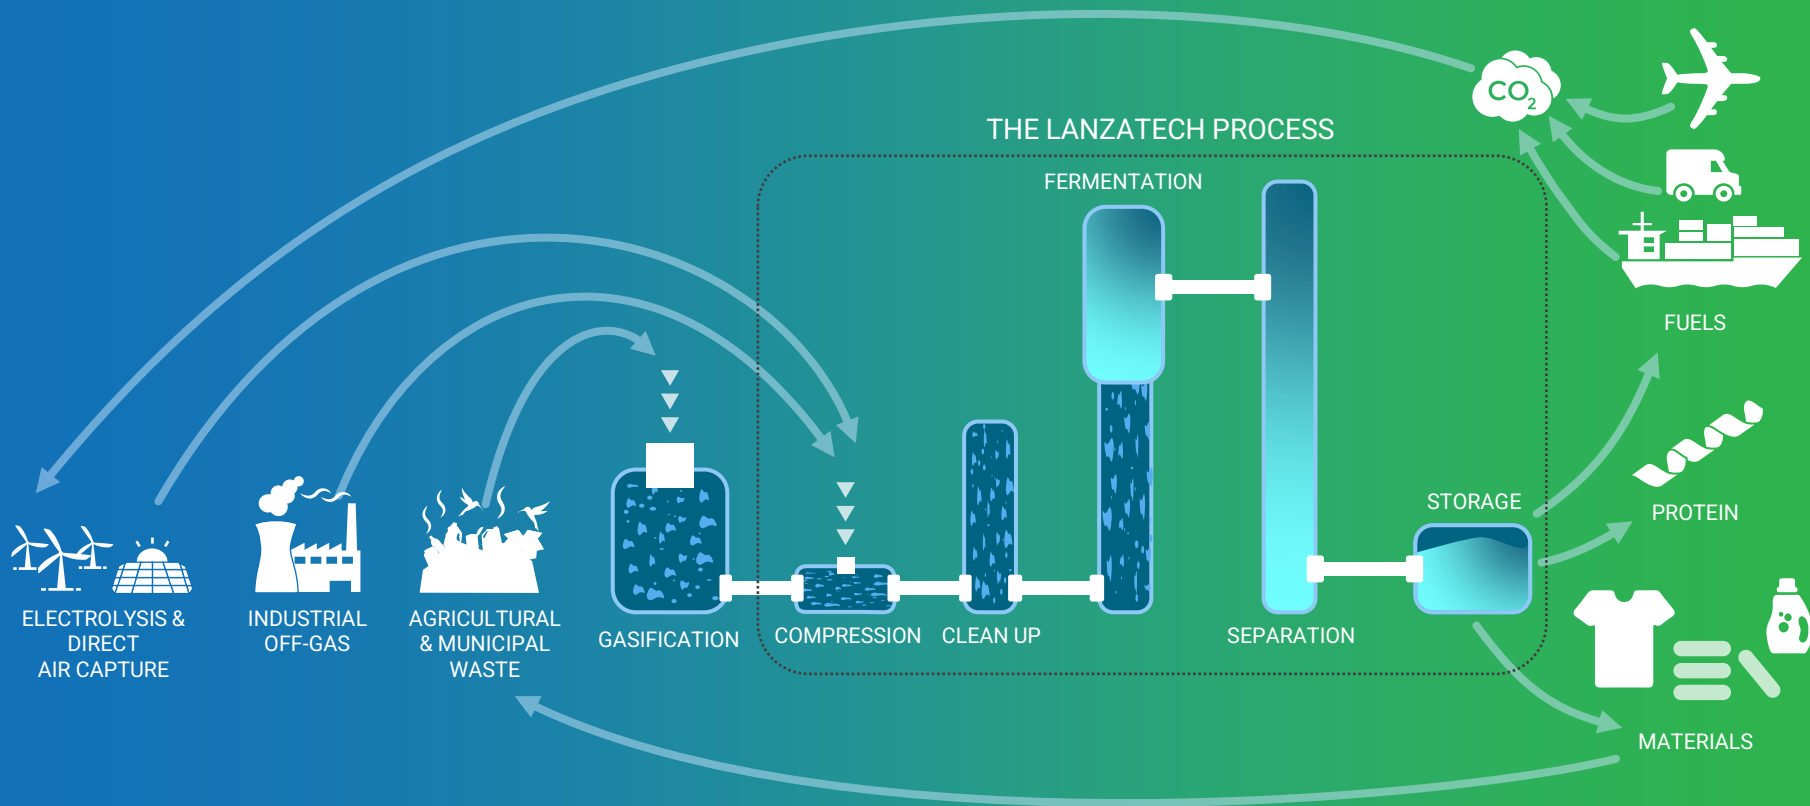 CO2
THE LANZATECH PROCESS
FERMENTATION
FUELS
PROTEIN
STORAGE
ELECTROLYSIS &
DIRECT
AIR CAPTURE
INDUSTRIAL
OFF-GAS
AGRICULTURAL
& MUNICIPAL
WASTE
GASIFICATION
COMPRESSION
CLEAN UP
SEPARATION
MATERIALS